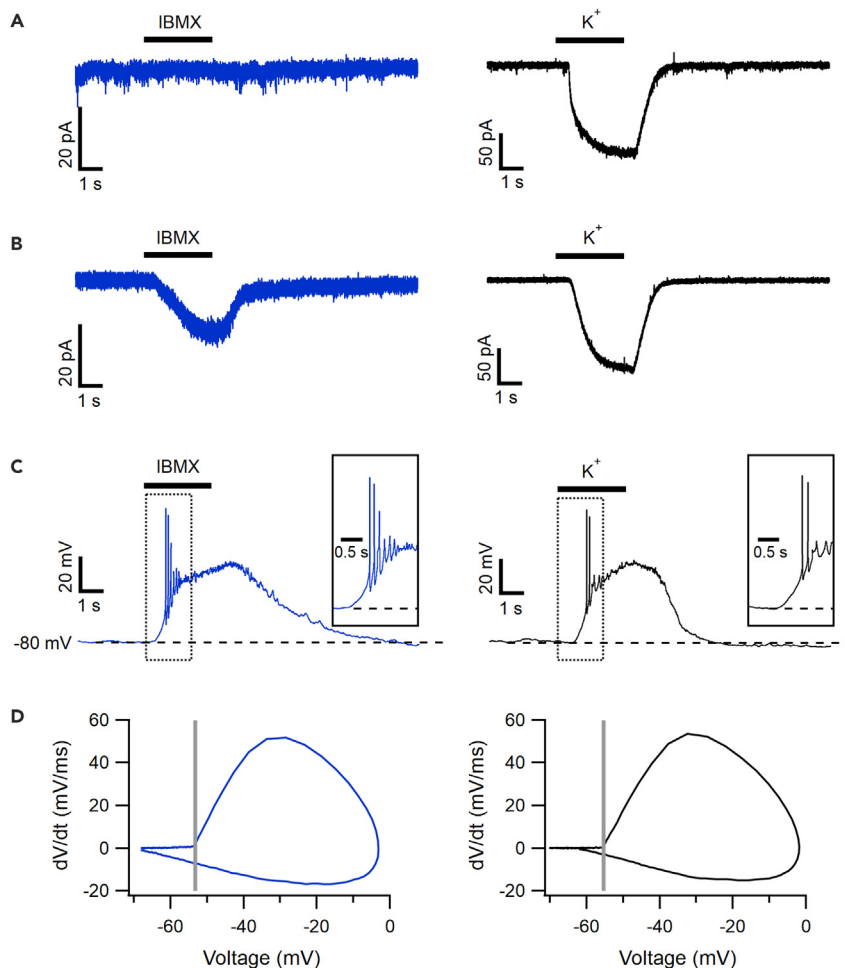 A
IBMX
K+
20 pA
1 s
50 pA
1 s
B
IBMX
K+
20 pA
1 s
50 pA
1 s
C
IBMX
K+
20 mV
1 s
0.5 s
20 mV
1 s
0.5 s
-80 mV
D
60
40
20
0
-20
dV/dt (mV/ms)
-60
-40
-20
0
Voltage (mV)
60
40
20
0
-20
dV/dt (mV/ms)
-60
-40
-20
0
Voltage (mV)